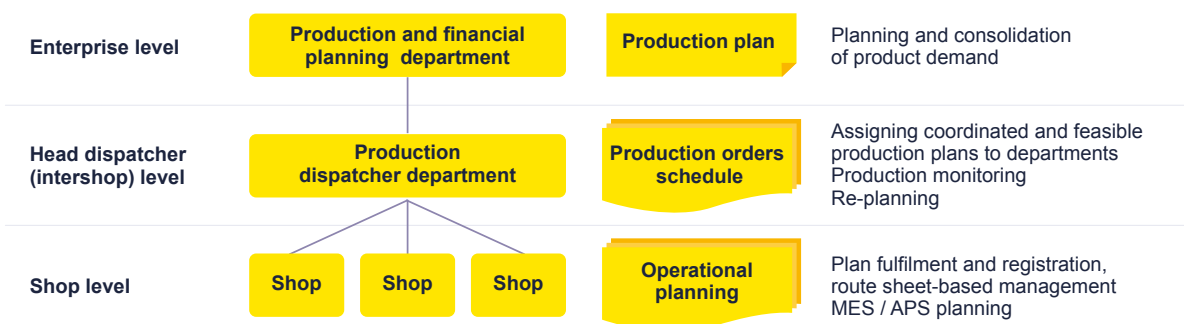 Enterprise level
Production and financial
planning department
Production plan
Planning and consolidation
of product demand
Head dispatcher
(intershop) level
Production
dispatcher department
Production orders
schedule
Assigning coordinated and feasible
production plans to departments
Production monitoring
Re-planning
Shop level
Shop
Shop
Shop
Operational
planning
Plan fulfilment and registration,
route sheet-based management
MES / APS planning